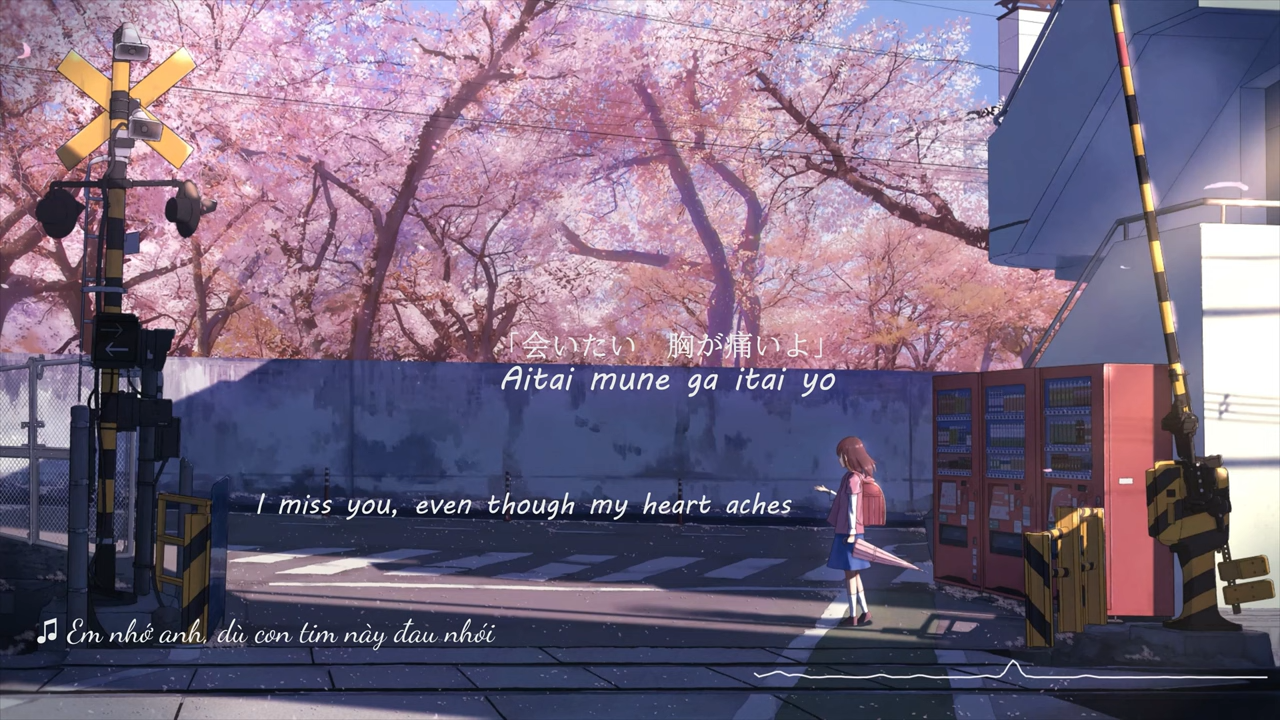 「会いたい　胸が痛いよ」
Aitai mune ga itai yo
I miss you, even though my heart aches
♫ Em nhớ anh, dù con tim này đau nhói